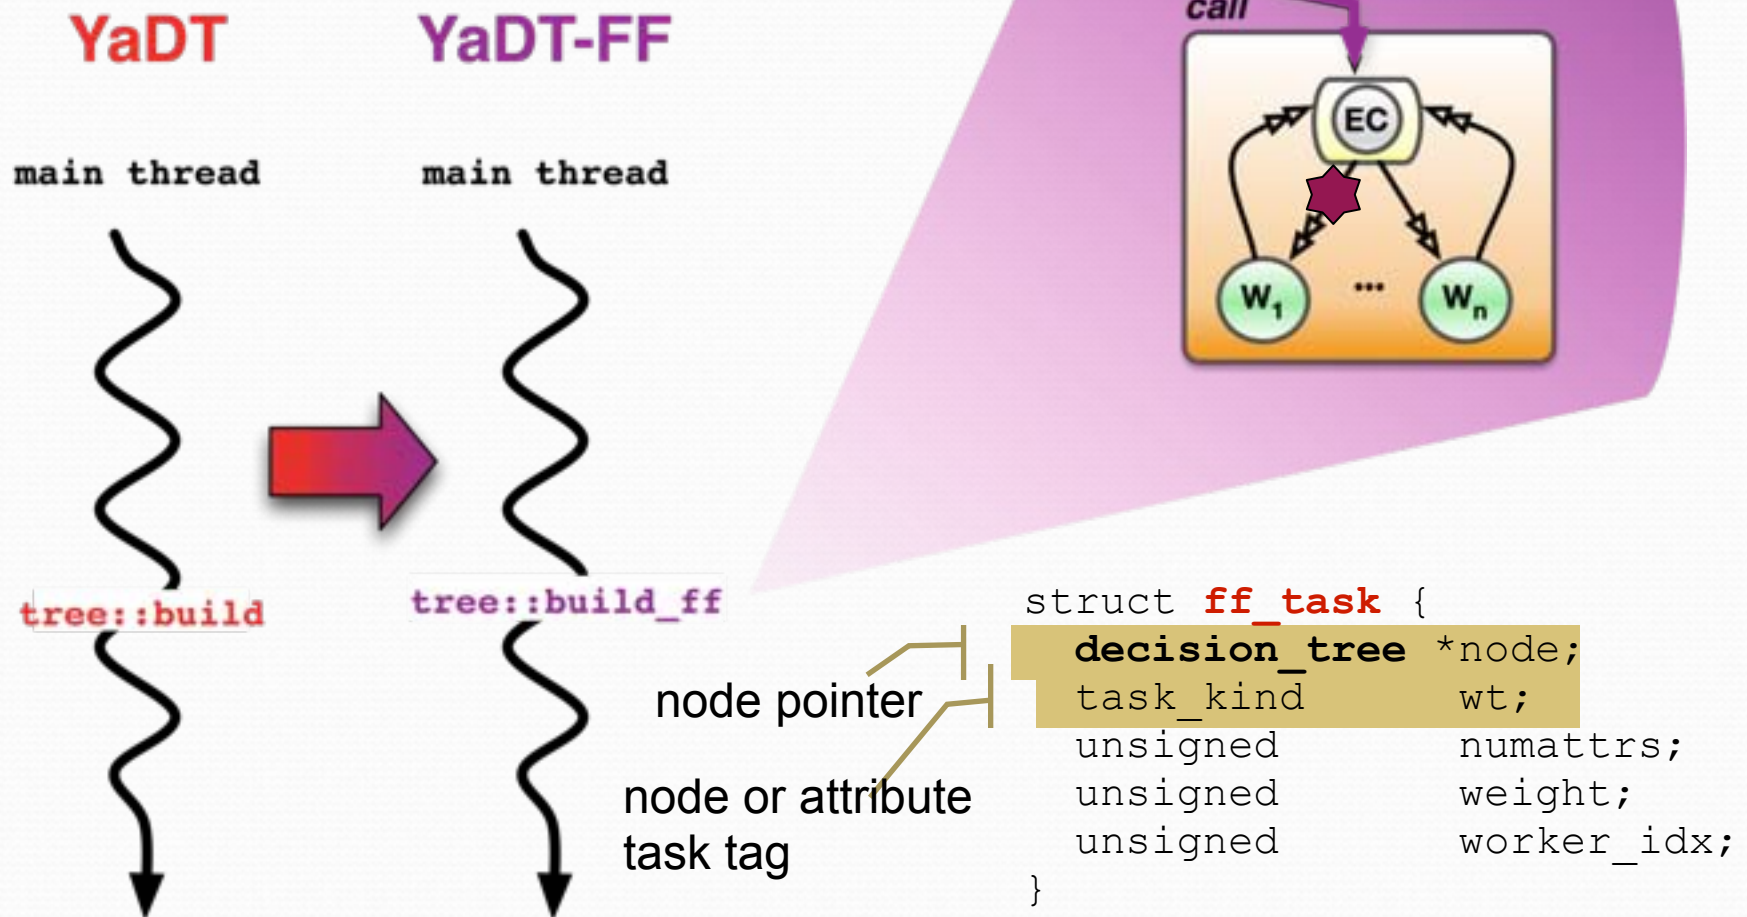 YaDT
YaDT-FF
call
EC
W1
...
Wn
main thread
main thread
tree::build
tree::build_ff
node pointer
node or attribute
task tag
struct ff_task {
decision_tree *node;
task_kind wt;
unsigned numattrs;
unsigned weight;
unsigned worker_idx;
}